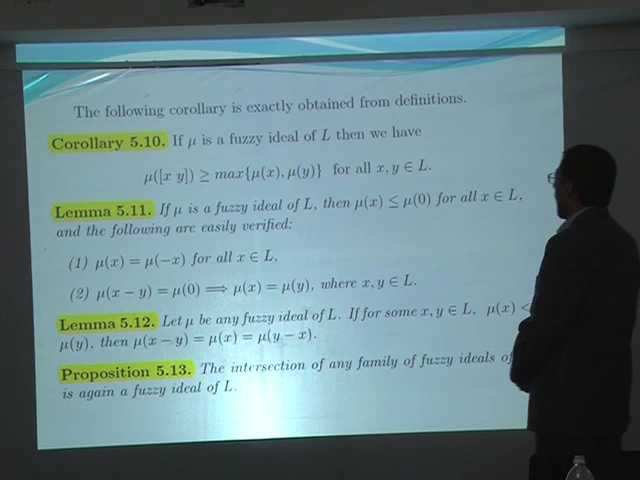 The following corollary is exactly obtained from definitions.
Corollary 5.10. If μ is a fuzzy ideal of L then we have
μ([x y]) ≥ max{μ(x), μ(y)} for all x, y ∈ L.
Lemma 5.11. If μ is a fuzzy ideal of L, then μ(x) ≤ μ(0) for all x ∈ L,
and the following are easily verified:
(1) μ(x) = μ(−x) for all x ∈ L,
(2) μ(x − y) = μ(0) ⟹ μ(x) = μ(y), where x, y ∈ L.
Lemma 5.12. Let μ be any fuzzy ideal of L. If for some x, y ∈ L, μ(x) <
μ(y), then μ(x − y) = μ(x) = μ(y − x).
Proposition 5.13. The intersection of any family of fuzzy ideals of
is again a fuzzy ideal of L.